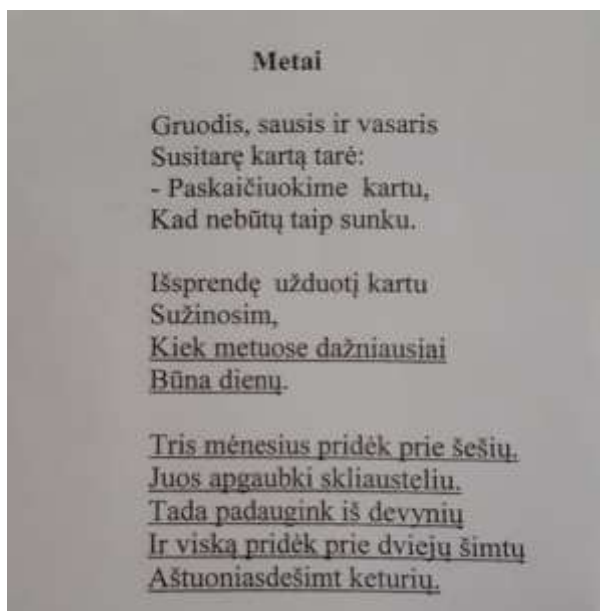 Metai
Gruodis, sausis ir vasaris
Susitarę kartą tarė:
- Paskaičiuokime kartu,
Kad nebūtų taip sunku.
Išsprendę užduotį kartu
Sužinosim,
Kiek metuose dažniausiai
Būna dienų.
Tris mėnesius pridėk prie šešių.
Juos apgaubki skliausteliu.
Tada padaugink iš devynių
Ir viską pridėk prie dviejų šimtų
Aštuoniasdešimt keturių.